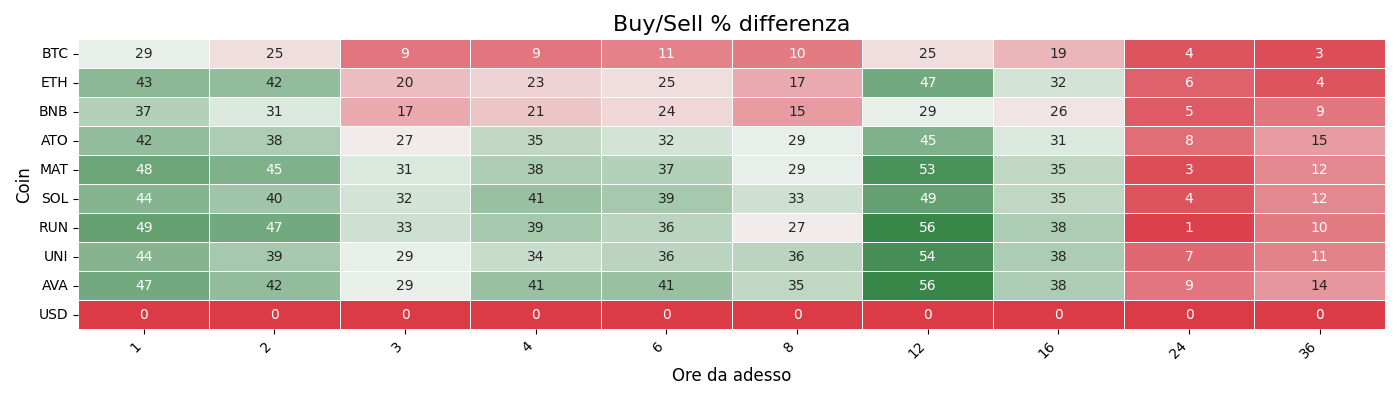 Buy/Sell % differenza
Coin
BTC 29 25 9 9 11 10 25 19 4 3
ETH 43 42 20 23 25 17 47 32 6 4
BNB 37 31 17 21 24 15 29 26 5 9
ATO 42 38 27 35 32 29 45 31 8 15
MAT 48 45 31 38 37 29 53 35 3 12
SOL 44 40 32 41 39 33 49 35 4 12
RUN 49 47 33 39 36 27 56 38 1 10
UNI 44 39 29 34 36 36 54 38 7 11
AVA 47 42 29 41 41 35 56 38 9 14
USD 0 0 0 0 0 0 0 0 0 0
1 2 3 4 6 8 12 16 24 36
Ore da adesso